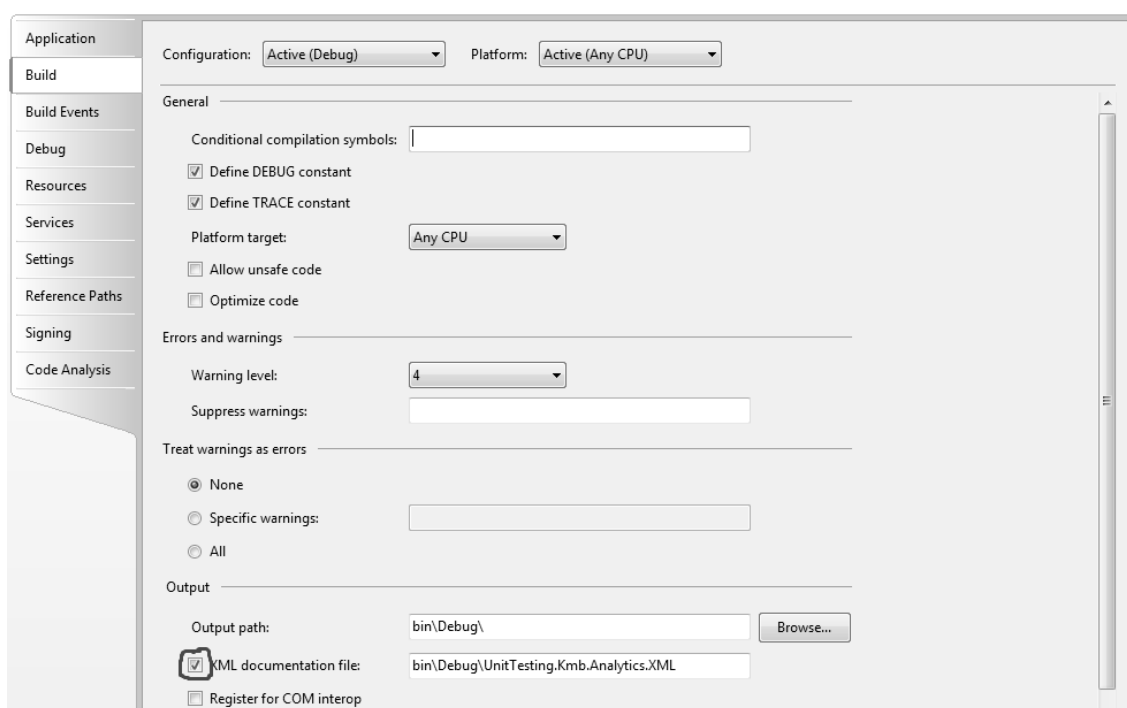 Application
Build
Build Events
Debug
Resources
Services
Settings
Reference Paths
Signing
Code Analysis
Configuration: Active (Debug) Platform: Active (Any CPU)
General
Conditional compilation symbols:
Define DEBUG constant
Define TRACE constant
Platform target: Any CPU
Allow unsafe code
Optimize code
Errors and warnings
Warning level: 4
Suppress warnings:
Treat warnings as errors
None
Specific warnings:
All
Output
Output path: bin\Debug\ Browse...
XML documentation file: bin\Debug\UnitTesting.Kmb.Analytics.XML
Register for COM interop